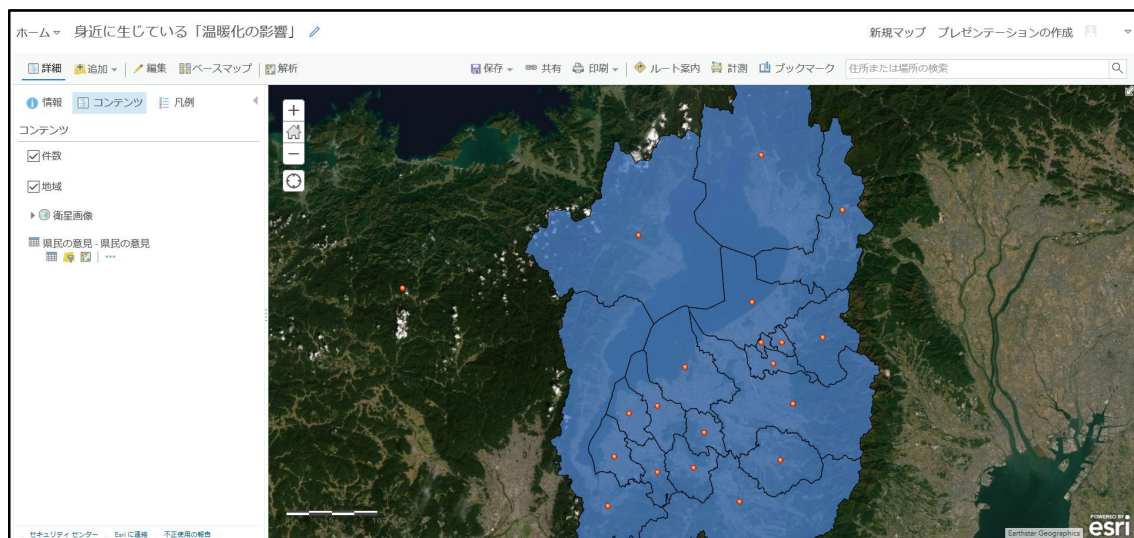 ホーム 身近に生じている「温暖化の影響」 新規マップ プレゼンテーションの作成
詳細 追加 編集 ベースマップ 解析 保存 共有 印刷 ルート案内 計測 ブックマーク 住所または場所の検索
情報 コンテンツ 凡例
コンテンツ
件数
地域
衛星画像
県民の意見 - 県民の意見
セキュリティ センター Esri に連絡 不正使用の報告
Earthstar Geographics
POWERED BY
esri